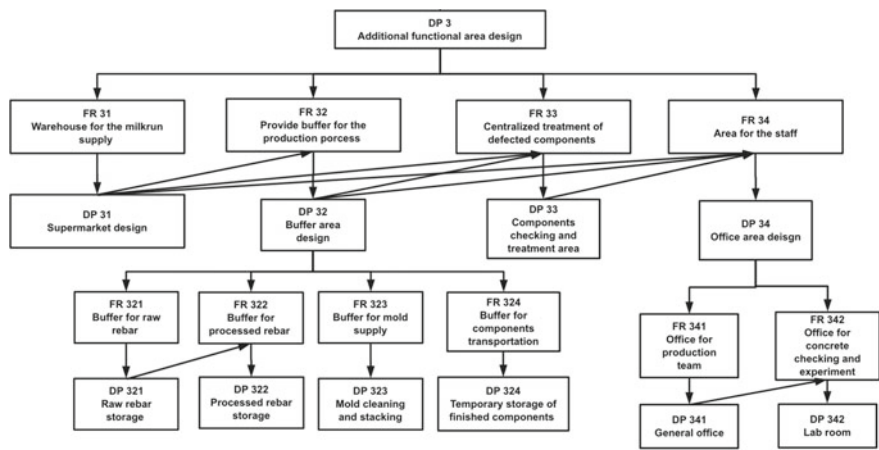 DP 3
Additional functional area design
FR 31
Warehouse for the milkrun
supply
FR 32
Provide buffer for the
production porcess
FR 33
Centralized treatment of
defected components
FR 34
Area for the staff
DP 31
Supermarket design
DP 32
Buffer area
design
DP 33
Components
checking and
treatment area
DP 34
Office area deisgn
FR 321
Buffer for raw
rebar
FR 322
Buffer for
processed rebar
FR 323
Buffer for mold
supply
FR 324
Buffer for
components
transportation
FR 341
Office for
production
team
FR 342
Office for
concrete
checking and
experiment
DP 321
Raw rebar
storage
DP 322
Processed rebar
storage
DP 323
Mold cleaning
and stacking
DP 324
Temporary storage of
finished components
DP 341
General office
DP 342
Lab room